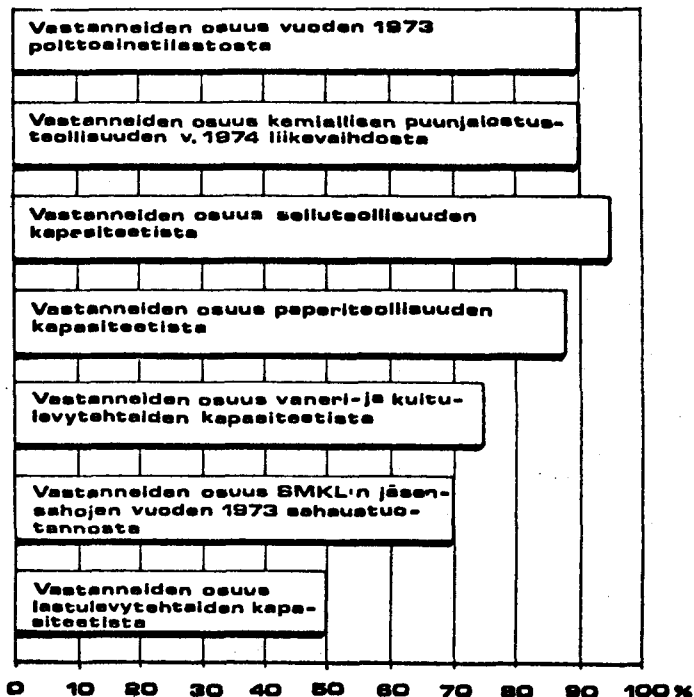 Vastanneiden osuus vuoden 1973
polttoainetilastosta
Vastanneiden osuus kemiallisen puunjalostus-
teollisuuden v. 1974 liikevaihdosta
Vastanneiden osuus selluteollisuuden
kapasiteetista
Vastanneiden osuus paperiteollisuuden
kapasiteetista
Vastanneiden osuus vaneri- ja kuitu-
levytehtaiden kapasiteetista
Vastanneiden osuus SMKL:n jäsen-
sahojen vuoden 1973 sahaustuo-
tannosta
Vastanneiden osuus
lastulevytehtaiden kapa-
siteetista
0 10 20 30 40 50 60 70 80 90 100 %